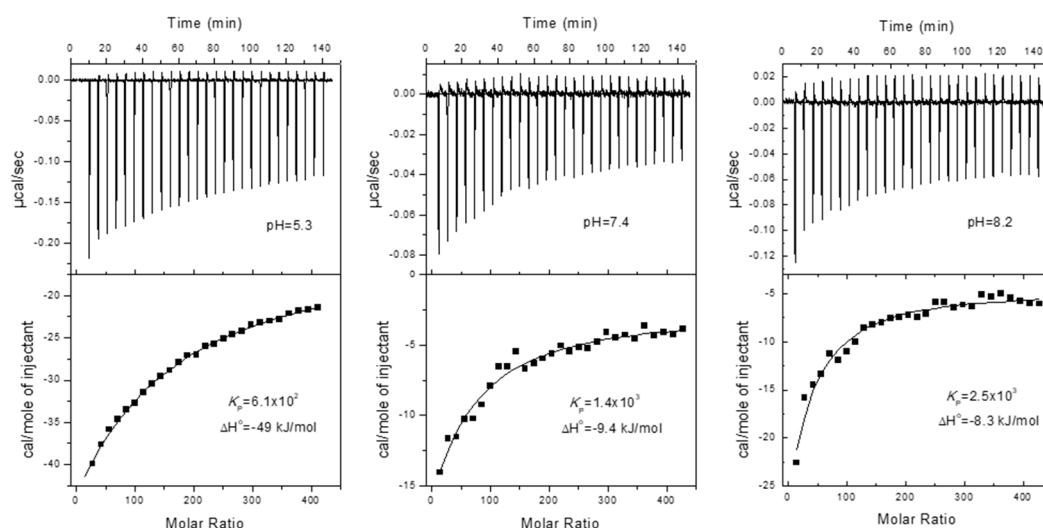 Time (min)
0 20 40 60 80 100 120 140
0.00
-0.05
-0.10
-0.15
-0.20
µcal/sec
pH=5.3
-20
-25
-30
-35
-40
cal/mole of injectant
Kp=6.1x10²
ΔH°=-49 kJ/mol
0 100 200 300 400
Molar Ratio
Time (min)
0 20 40 60 80 100 120 140
0.00
-0.02
-0.04
-0.06
-0.08
µcal/sec
pH=7.4
0
-5
-10
-15
cal/mole of injectant
Kp=1.4x10³
ΔH°=-9.4 kJ/mol
0 100 200 300 400
Molar Ratio
Time (min)
0 20 40 60 80 100 120 140
0.02
0.00
-0.02
-0.04
-0.06
-0.08
-0.10
-0.12
µcal/sec
pH=8.2
-5
-10
-15
-20
-25
cal/mole of injectant
Kp=2.5x10³
ΔH°=-8.3 kJ/mol
0 100 200 300 400
Molar Ratio